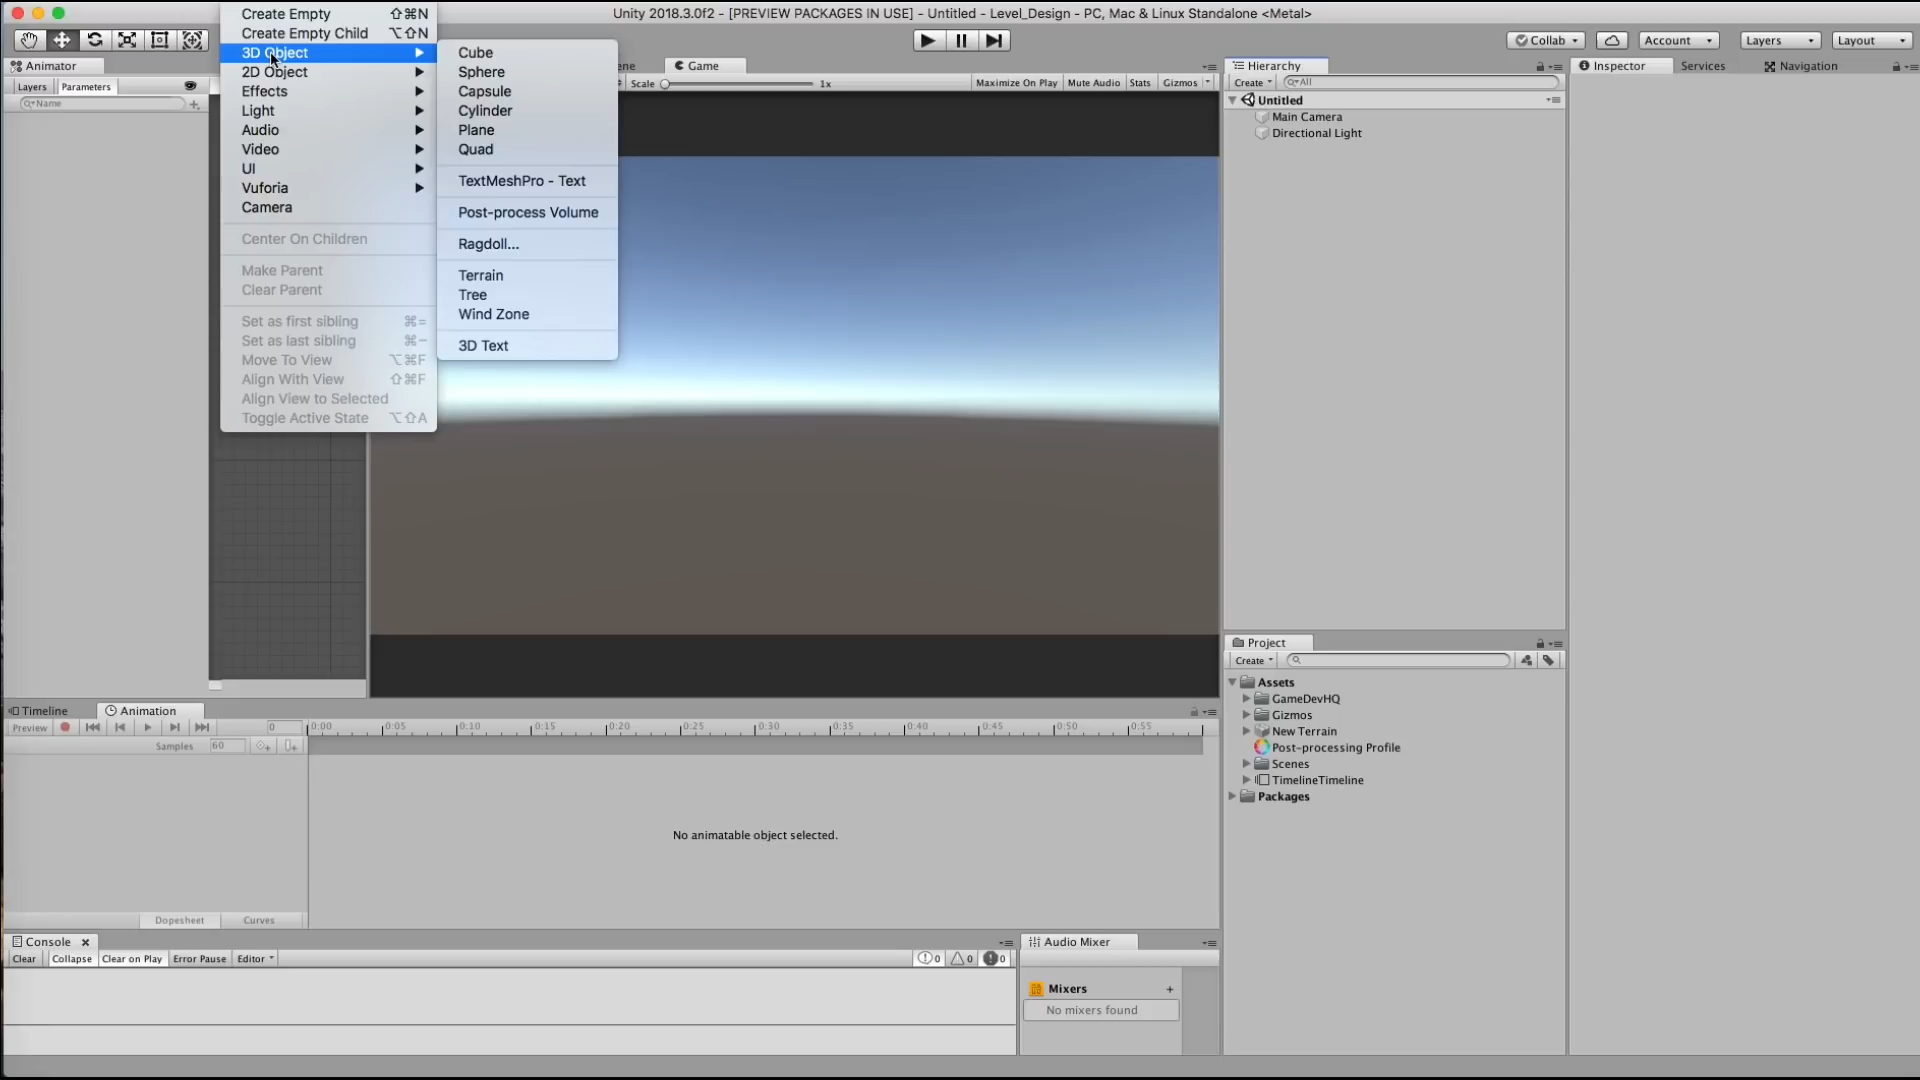 Unity 2018.3.0f2 - [PREVIEW PACKAGES IN USE] - Untitled - Level_Design - PC, Mac & Linux Standalone <Metal>
Collab
Account
Layers
Layout
Create Empty ⇧⌘N
Create Empty Child ⌥⇧N
3D Object
2D Object
Effects
Light
Audio
Video
UI
Vuforia
Camera
Center On Children
Make Parent
Clear Parent
Set as first sibling ⌘=
Set as last sibling ⌘-
Move To View ⌥⌘F
Align With View ⇧⌘F
Align View to Selected
Toggle Active State ⌥⇧A
Cube
Sphere
Capsule
Cylinder
Plane
Quad
TextMeshPro - Text
Post-process Volume
Ragdoll...
Terrain
Tree
Wind Zone
3D Text
Animator
Layers Parameters
Name
Game
Scale 1x Maximize On Play Mute Audio Stats Gizmos
Hierarchy
Create All
Untitled
Main Camera
Directional Light
Inspector Services Navigation
Project
Create
Assets
GameDevHQ
Gizmos
New Terrain
Post-processing Profile
Scenes
TimelineTimeline
Packages
Timeline Animation
Preview 0 0:00 0:05 0:10 0:15 0:20 0:25 0:30 0:35 0:40 0:45 0:50 0:55
Samples 60
No animatable object selected.
Dopesheet Curves
Console
Clear Collapse Clear on Play Error Pause Editor 0 0 0
Audio Mixer
Mixers +
No mixers found